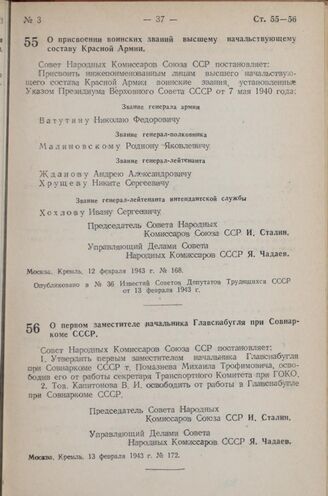 № 3
— 37 —
Ст. 55—56
55 О присвоении воинских званий высшему начальствующему
составу Красной Армии.
Совет Народных Комиссаров Союза ССР постановляет:
Присвоить нижепоименованным лицам высшего начальствую-
щего состава Красной Армии воинские звания, установленные
Указом Президиума Верховного Совета СССР от 7 мая 1940 года:
Звание генерала армии
Ватутину Николаю Федоровичу
Звание генерал-полковника
Малиновскому Родиону Яковлевичу
Звание генерал-лейтенанта
Жданову Андрею Александровичу
Хрущеву Никите Сергеевичу
Звание генерал-лейтенанта интендантской службы
Хохлову Ивану Сергеевичу
Председатель Совета Народных
Комиссаров Союза ССР И. Сталин.
Управляющий Делами Совета
Народных Комиссаров СССР Я. Чадаев.
Москва. Кремль. 12 февраля 1943 г. № 168.
Опубликовано в № 36 Известий Советов Депутатов Трудящихся СССР
от 13 февраля 1943 г.
56 О первом заместителе начальника Главснабугля при Совнар-
коме СССР.
Совет Народных Комиссаров Союза ССР постановляет:
1. Утвердить первым заместителем начальника Главснабугля
при Совнаркоме СССР т. Помазнева Михаила Трофимовича, осво-
бодив его от работы секретаря Транспортного Комитета при ГОКО.
2. Тов. Капитонова В. И. освободить от работы в Главснабугле
при Совнаркоме СССР.
Председатель Совета Народных
Комиссаров Союза ССР И. Сталин.
Управляющий Делами Совета
Народных Комиссаров СССР Я. Чадаев.
Москва. Кремль. 13 февраля 1943 г. № 172.